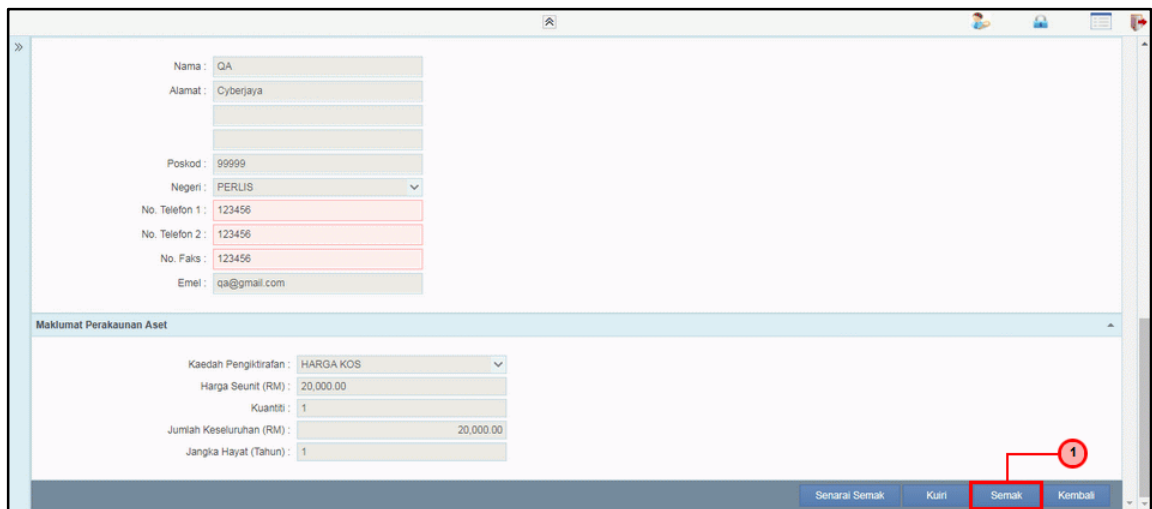 Nama : QA
Alamat : Cyberjaya
Poskod : 99999
Negeri : PERLIS
No. Telefon 1 : 123456
No. Telefon 2 : 123456
No. Faks : 123456
Emel : qa@gmail.com
Maklumat Perakaunan Aset
Kaedah Pengiktirafan : HARGA KOS
Harga Seunit (RM) : 20,000.00
Kuantiti : 1
Jumlah Keseluruhan (RM) : 20,000.00
Jangka Hayat (Tahun) : 1
1
Senarai Semak Kuiri Semak Kembali